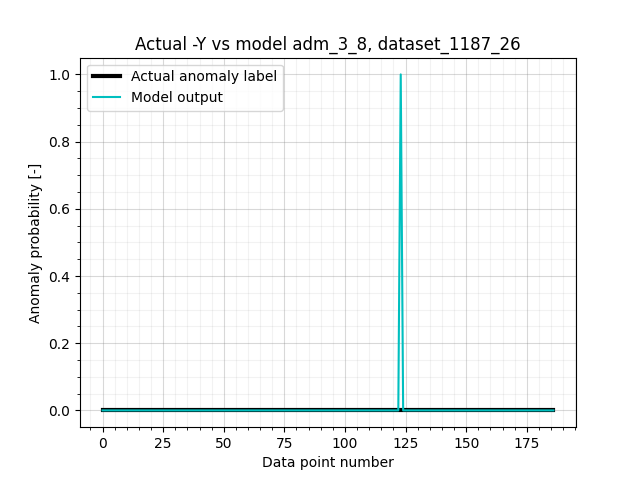 Actual -Y vs model adm_3_8, dataset_1187_26
Actual anomaly label
Model output
1.0
0.8
0.6
0.4
0.2
0.0
Anomaly probability [-]
0 25 50 75 100 125 150 175
Data point number